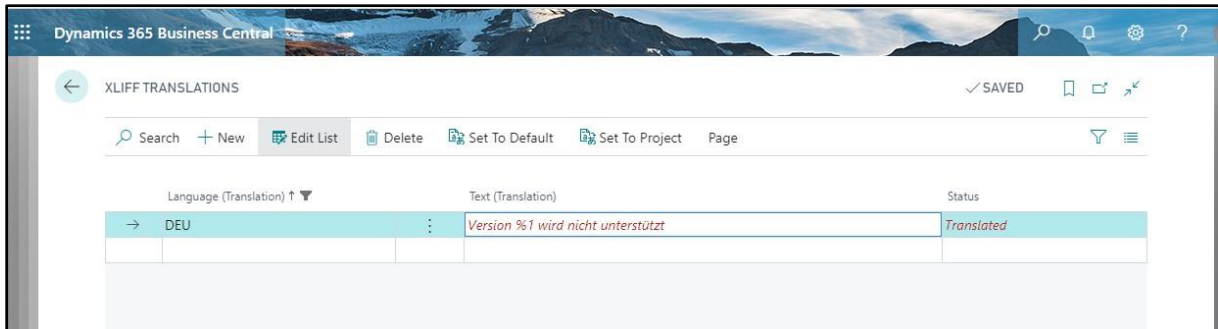 Dynamics 365 Business Central
?
XLIFF TRANSLATIONS
SAVED
Search New Edit List Delete Set To Default Set To Project Page
Language (Translation) ↑ Text (Translation) Status
→ DEU Version %1 wird nicht unterstützt Translated